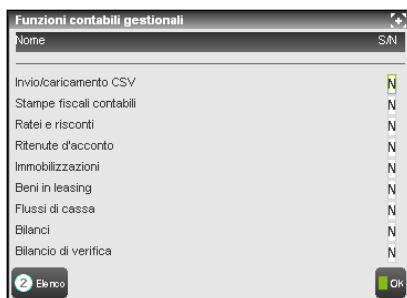 Funzioni contabili gestionali
Nome S/N
Invio/caricamento CSV N
Stampe fiscali contabili N
Ratei e risconti N
Ritenute d'acconto N
Immobilizzazioni N
Beni in leasing N
Flussi di cassa N
Bilanci N
Bilancio di verifica N
2 Elenco Ok